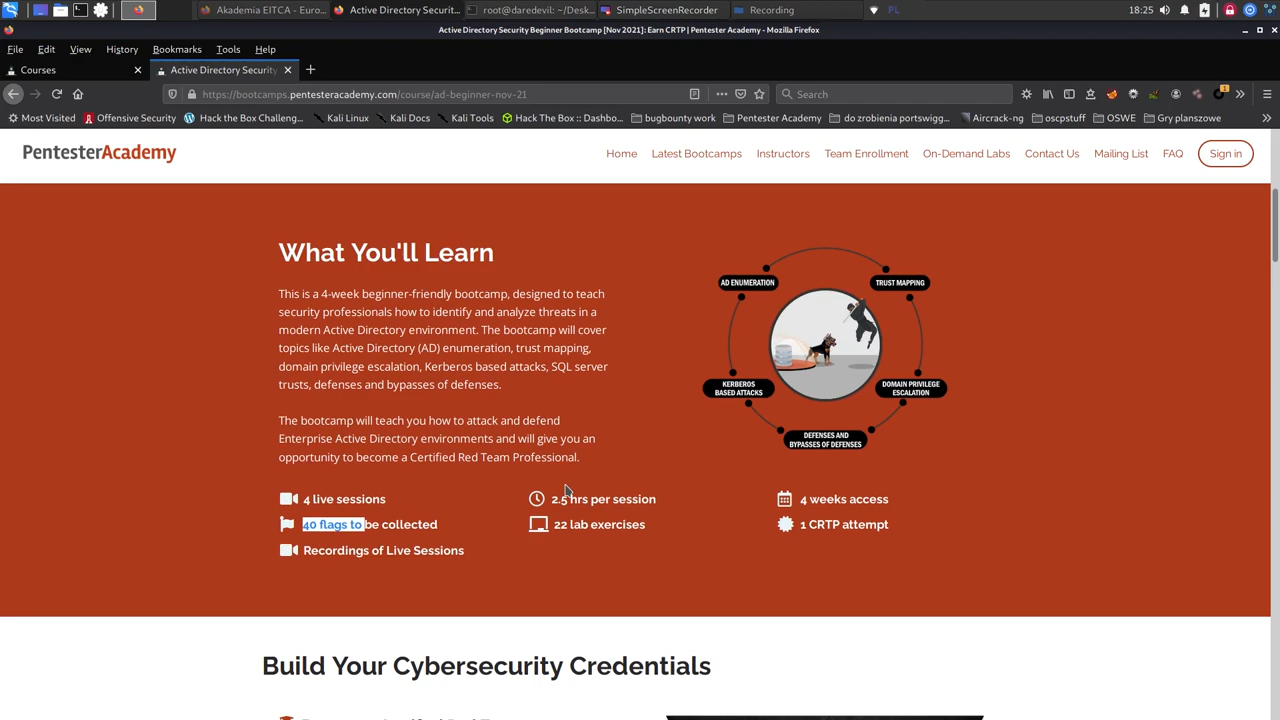 Akademia EITCA | Euro...
Active Directory Securit...
root@daredevil: ~/Desk...
SimpleScreenRecorder
Recording
PL
18:25
Active Directory Security Beginner Bootcamp [Nov 2021]: Earn CRTP | Pentester Academy - Mozilla Firefox
File Edit View History Bookmarks Tools Help
Courses
Active Directory Security
https://bootcamps.pentesteracademy.com/course/ad-beginner-nov-21
Search
1
Most Visited
Offensive Security
Hack the Box Challeng...
Kali Linux
Kali Docs
Kali Tools
Hack The Box :: Dashbo...
bugbounty work
Pentester Academy
do zrobienia portswigg...
Aircrack-ng
oscpstuff
OSWE
Gry planszowe
PentesterAcademy
Home
Latest Bootcamps
Instructors
Team Enrollment
On-Demand Labs
Contact Us
Mailing List
FAQ
Sign in
What You'll Learn
This is a 4-week beginner-friendly bootcamp, designed to teach
security professionals how to identify and analyze threats in a
modern Active Directory environment. The bootcamp will cover
topics like Active Directory (AD) enumeration, trust mapping,
domain privilege escalation, Kerberos based attacks, SQL server
trusts, defenses and bypasses of defenses.
The bootcamp will teach you how to attack and defend
Enterprise Active Directory environments and will give you an
opportunity to become a Certified Red Team Professional.
AD ENUMERATION
TRUST MAPPING
KERBEROS
BASED ATTACKS
DOMAIN PRIVILEGE
ESCALATION
DEFENSES AND
BYPASSES OF DEFENSES
4 live sessions
2.5 hrs per session
4 weeks access
40 flags to be collected
22 lab exercises
1 CRTP attempt
Recordings of Live Sessions
Build Your Cybersecurity Credentials